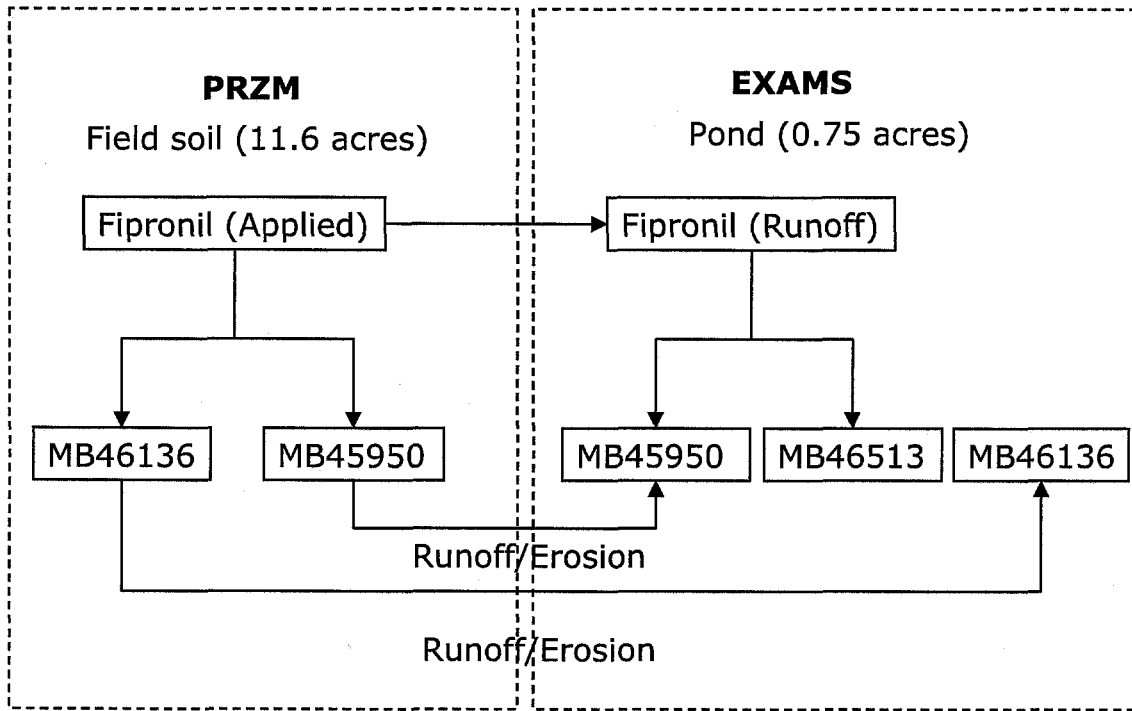 PRZM
Field soil (11.6 acres)
Fipronil (Applied)
MB46136
MB45950
EXAMS
Pond (0.75 acres)
Fipronil (Runoff)
MB45950
MB46513
MB46136
Runoff/Erosion
Runoff/Erosion